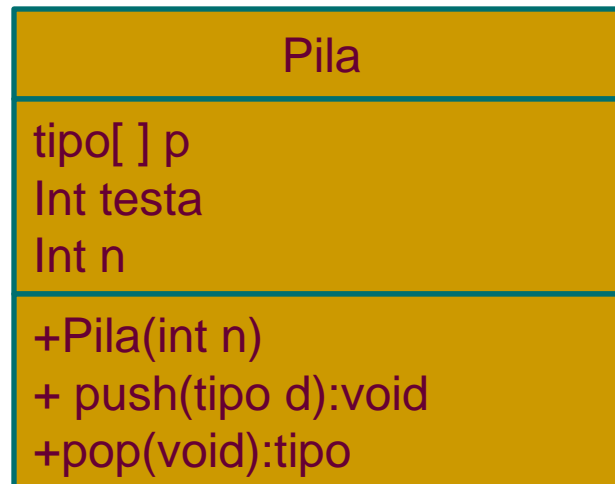 Pila
tipo[ ] p
Int testa
Int n
+Pila(int n)
+ push(tipo d):void
+pop(void):tipo